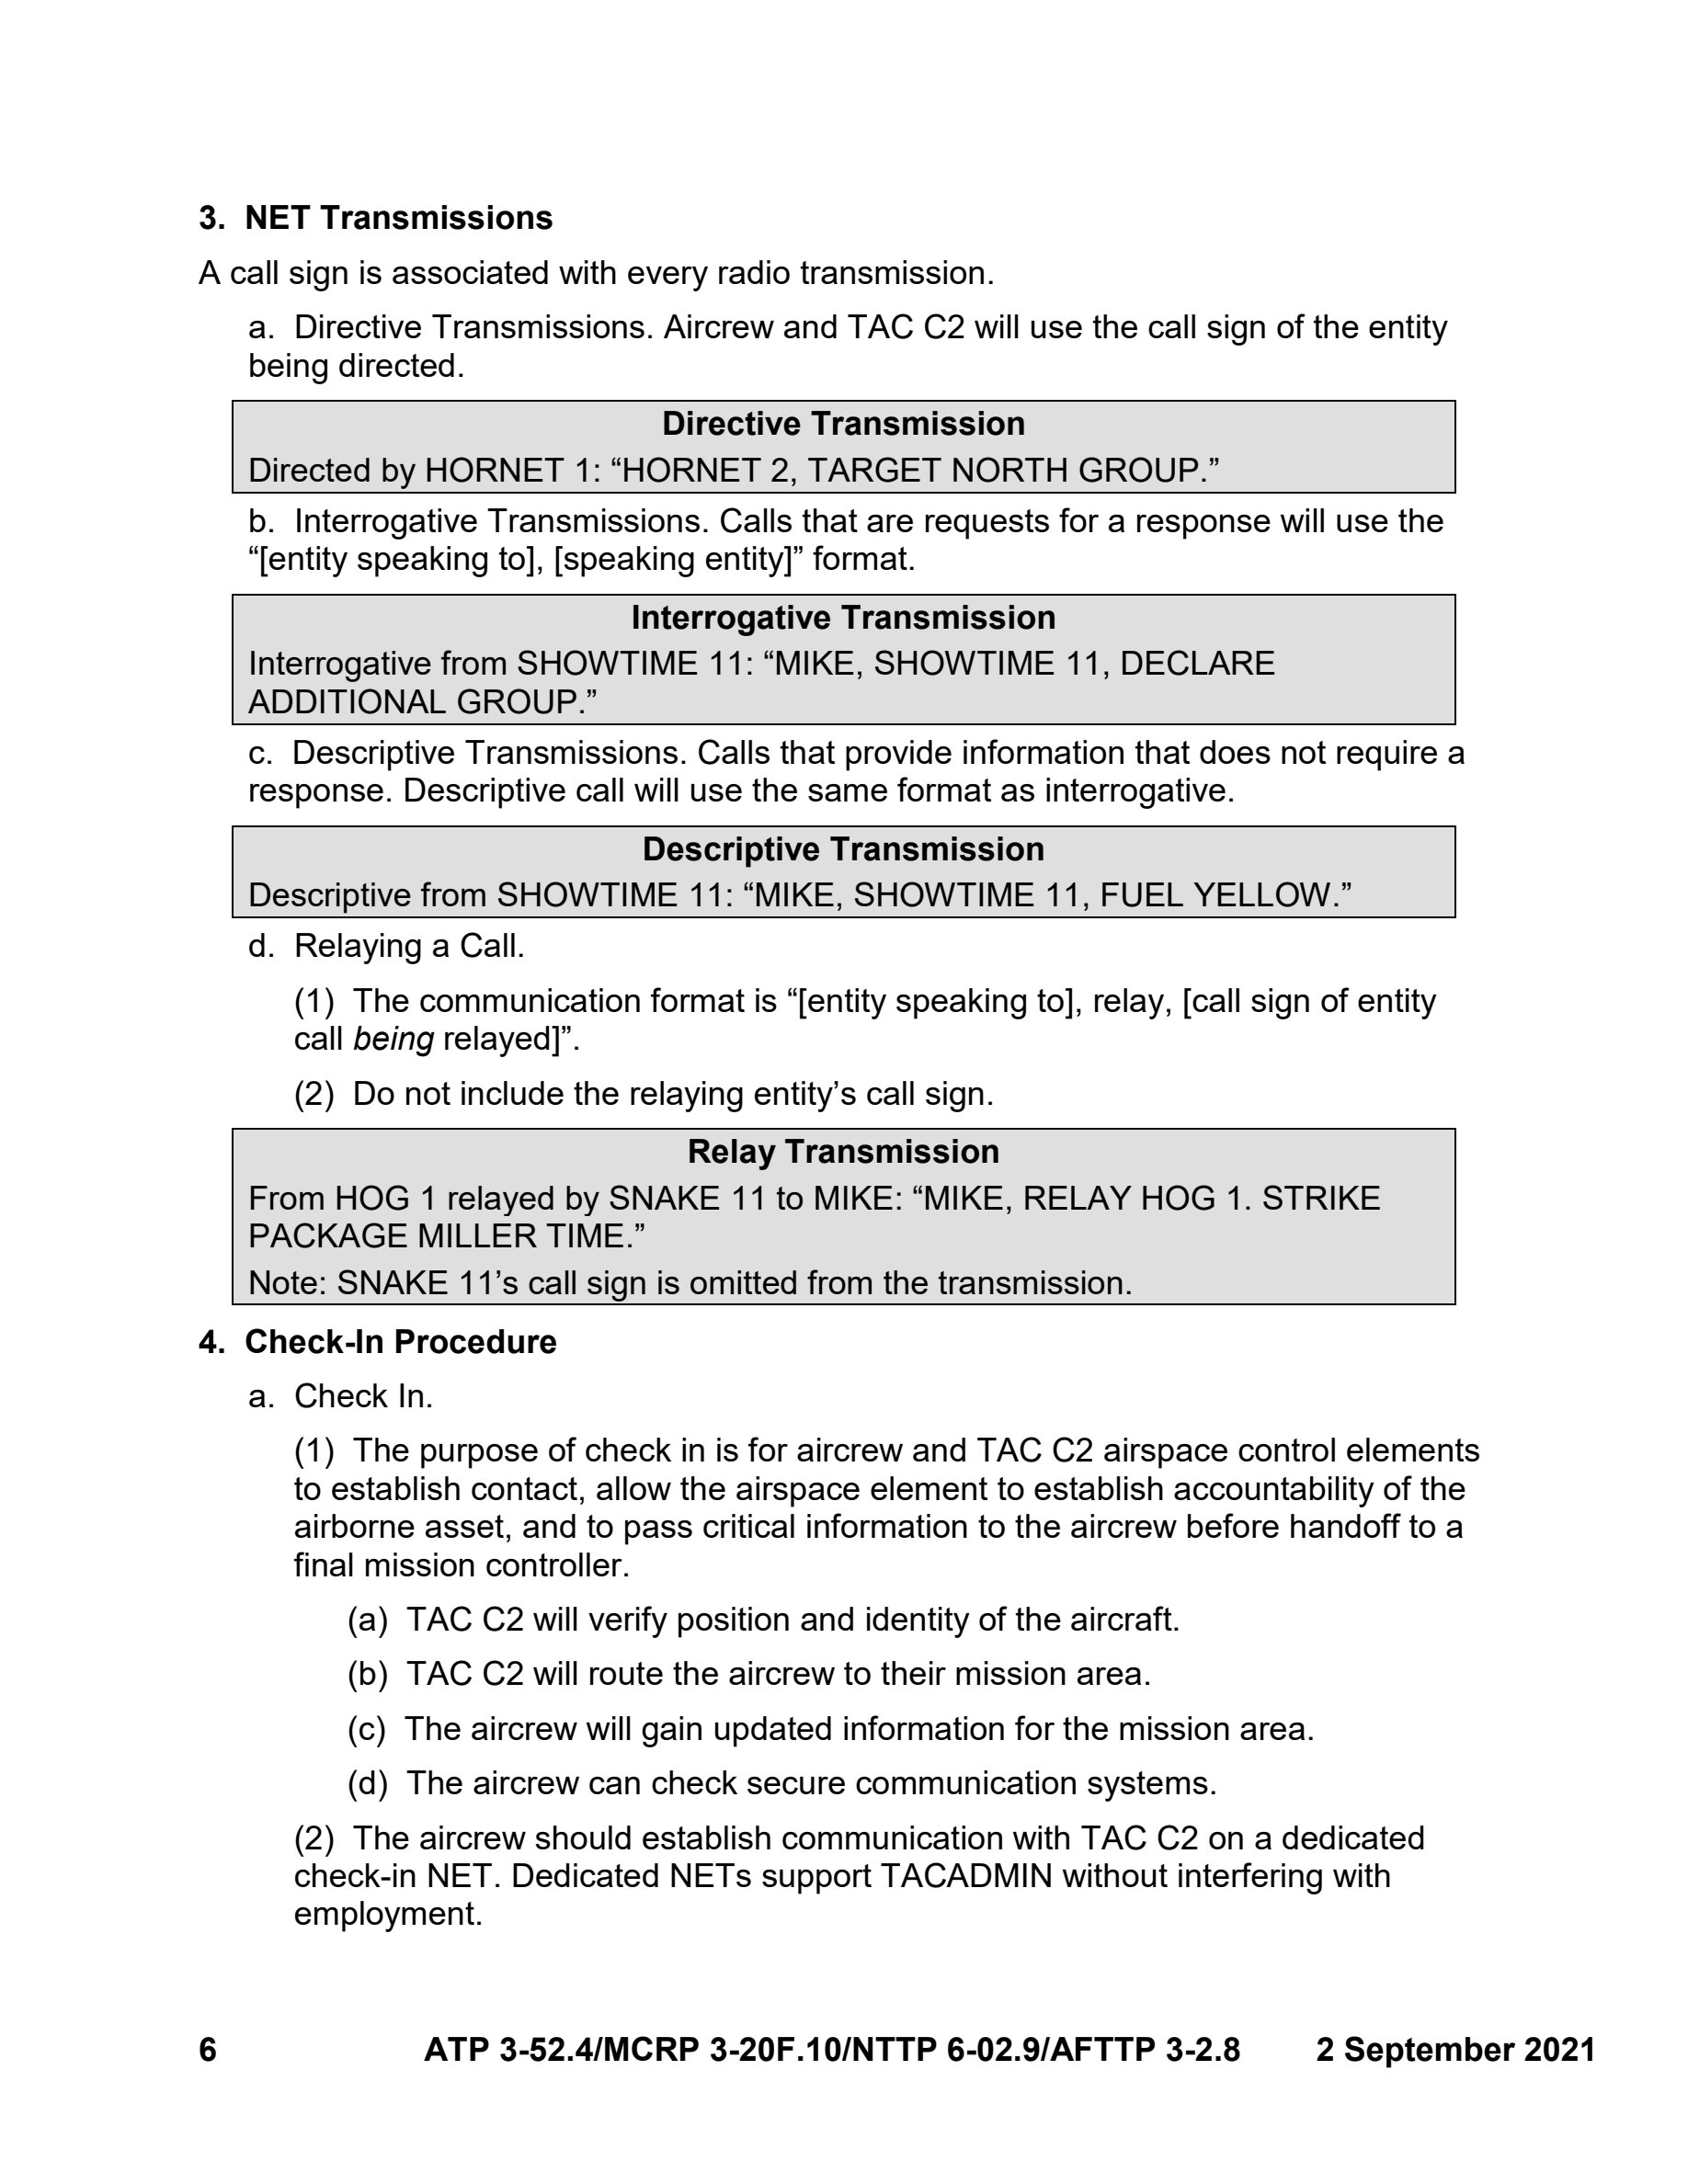 3.  NET Transmissions
A call sign is associated with every radio transmission.
a.  Directive Transmissions. Aircrew and TAC C2 will use the call sign of the entity
being directed.
Directive Transmission
Directed by HORNET 1: “HORNET 2, TARGET NORTH GROUP.”
b.  Interrogative Transmissions. Calls that are requests for a response will use the
“[entity speaking to], [speaking entity]” format.
Interrogative Transmission
Interrogative from SHOWTIME 11: “MIKE, SHOWTIME 11, DECLARE
ADDITIONAL GROUP.”
c.  Descriptive Transmissions. Calls that provide information that does not require a
response. Descriptive call will use the same format as interrogative.
Descriptive Transmission
Descriptive from SHOWTIME 11: “MIKE, SHOWTIME 11, FUEL YELLOW.”
d.  Relaying a Call.
(1)  The communication format is “[entity speaking to], relay, [call sign of entity
call being relayed]”.
(2)  Do not include the relaying entity’s call sign.
Relay Transmission
From HOG 1 relayed by SNAKE 11 to MIKE: “MIKE, RELAY HOG 1. STRIKE
PACKAGE MILLER TIME.”
Note: SNAKE 11’s call sign is omitted from the transmission.
4.  Check-In Procedure
a.  Check In.
(1)  The purpose of check in is for aircrew and TAC C2 airspace control elements
to establish contact, allow the airspace element to establish accountability of the
airborne asset, and to pass critical information to the aircrew before handoff to a
final mission controller.
(a)  TAC C2 will verify position and identity of the aircraft.
(b)  TAC C2 will route the aircrew to their mission area.
(c)  The aircrew will gain updated information for the mission area.
(d)  The aircrew can check secure communication systems.
(2)  The aircrew should establish communication with TAC C2 on a dedicated
check-in NET. Dedicated NETs support TACADMIN without interfering with
employment.
6 ATP 3-52.4/MCRP 3-20F.10/NTTP 6-02.9/AFTTP 3-2.8 2 September 2021